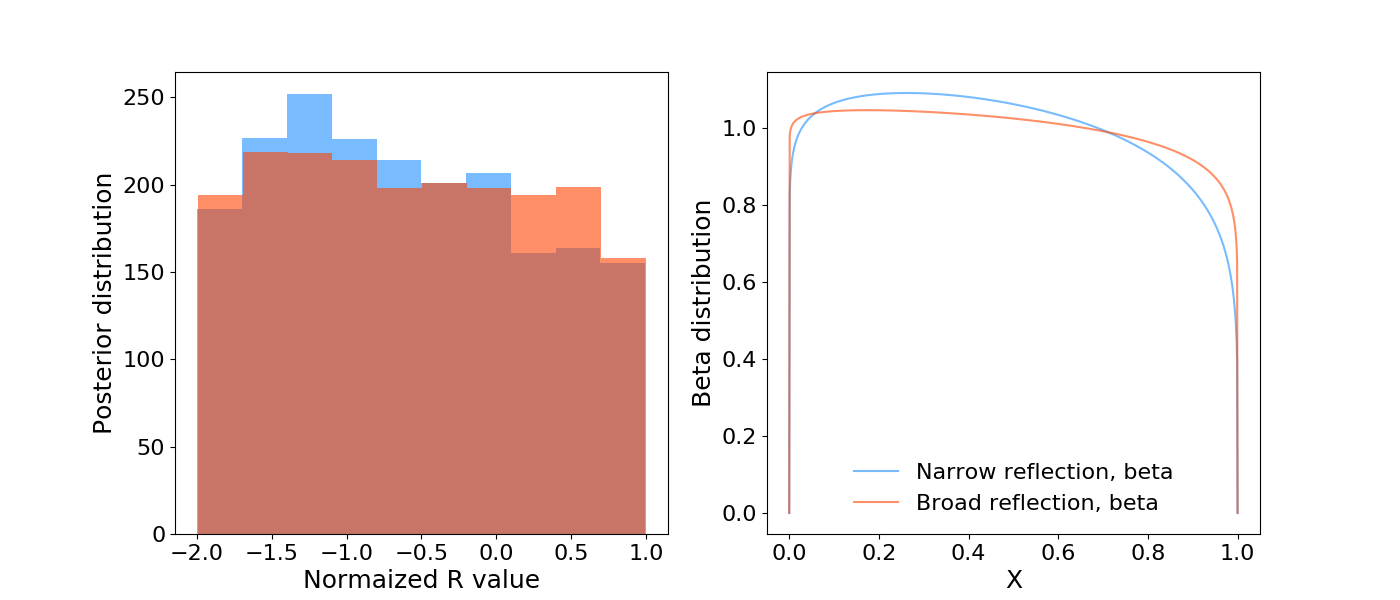 Posterior distribution
250
200
150
100
50
0
−2.0 −1.5 −1.0 −0.5 0.0 0.5 1.0
Normaized R value
Beta distribution
1.0
0.8
0.6
0.4
0.2
0.0
Narrow reflection, beta
Broad reflection, beta
0.0 0.2 0.4 0.6 0.8 1.0
X